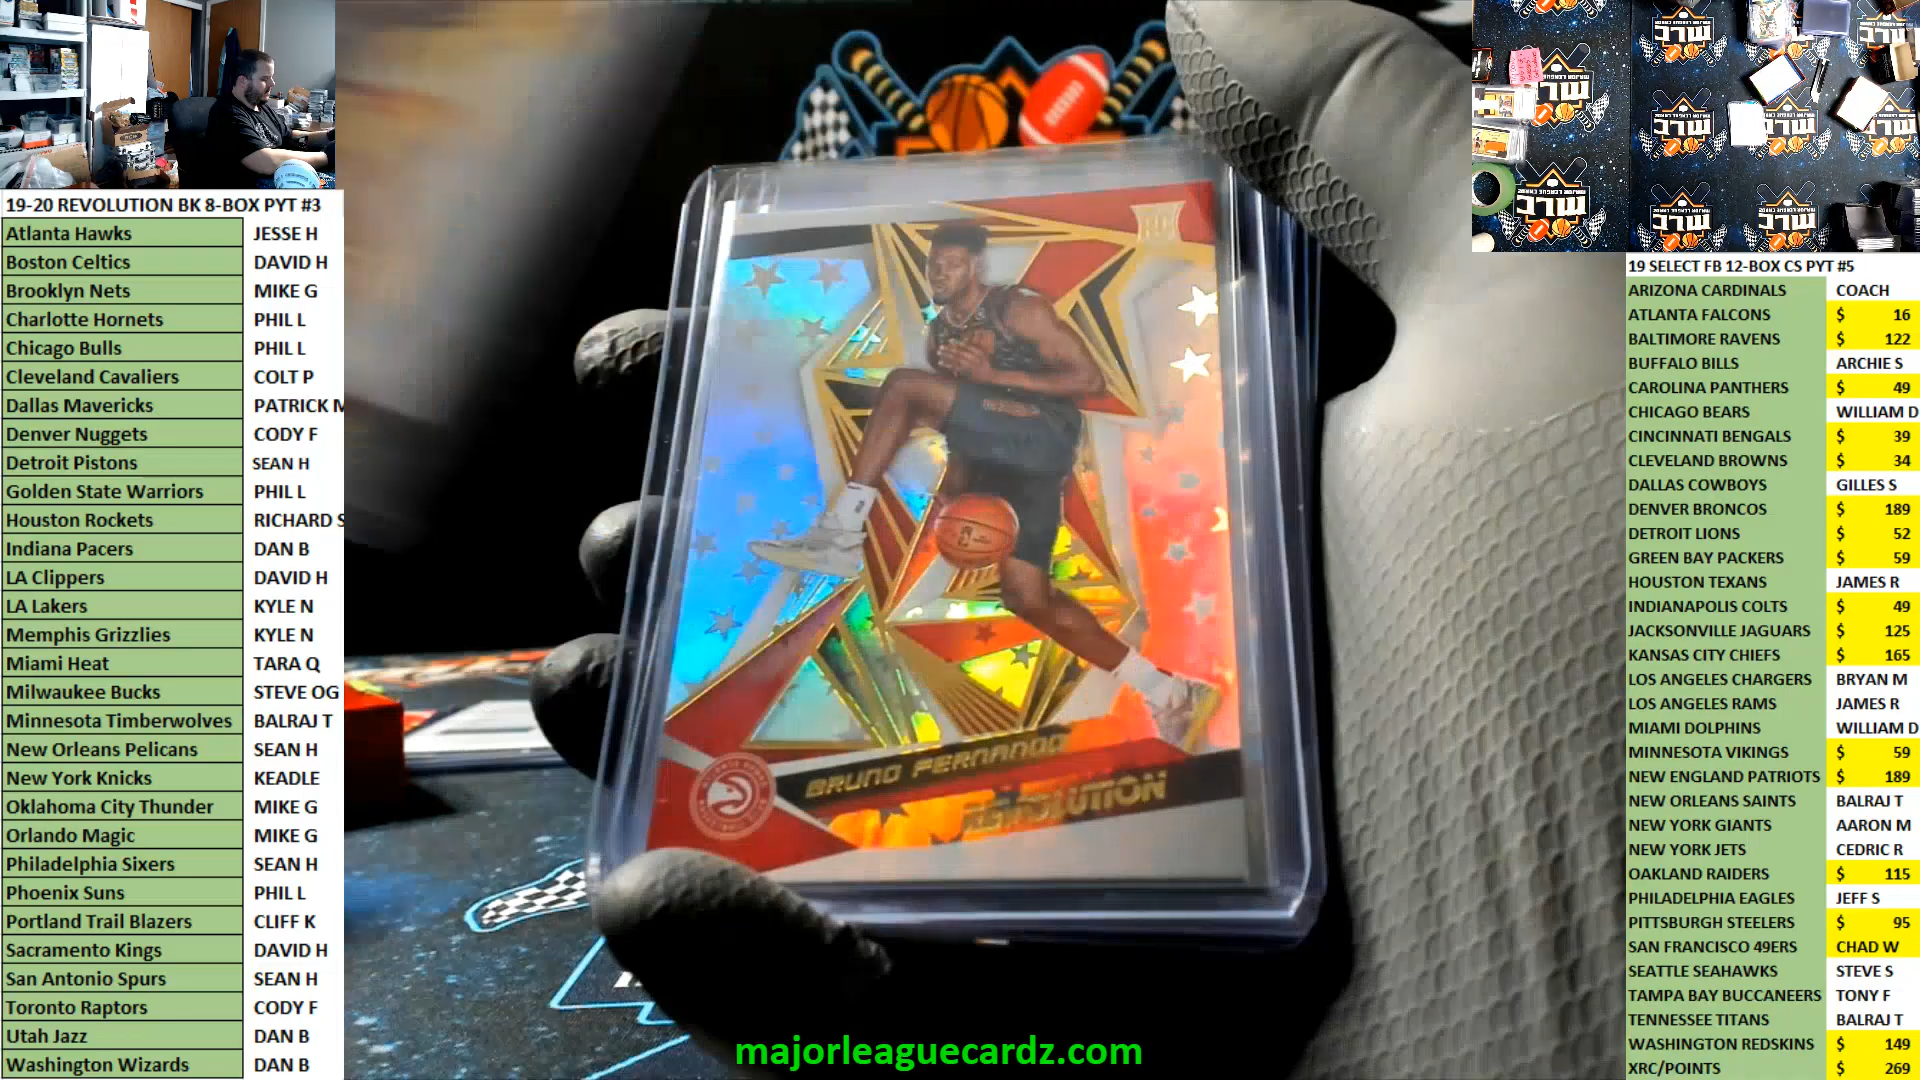 19-20 REVOLUTION BK 8-BOX PYT #3
Atlanta Hawks JESSE H
Boston Celtics DAVID H
Brooklyn Nets MIKE G
Charlotte Hornets PHIL L
Chicago Bulls PHIL L
Cleveland Cavaliers COLT P
Dallas Mavericks PATRICK M
Denver Nuggets CODY F
Detroit Pistons SEAN H
Golden State Warriors PHIL L
Houston Rockets RICHARD S
Indiana Pacers DAN B
LA Clippers DAVID H
LA Lakers KYLE N
Memphis Grizzlies KYLE N
Miami Heat TARA Q
Milwaukee Bucks STEVE OG
Minnesota Timberwolves BALRAJ T
New Orleans Pelicans SEAN H
New York Knicks KEADLE
Oklahoma City Thunder MIKE G
Orlando Magic MIKE G
Philadelphia Sixers SEAN H
Phoenix Suns PHIL L
Portland Trail Blazers CLIFF K
Sacramento Kings DAVID H
San Antonio Spurs SEAN H
Toronto Raptors CODY F
Utah Jazz DAN B
Washington Wizards DAN B
RC
BRUNO FERNANDO
REVOLUTION
majorleaguecardz.com
19 SELECT FB 12-BOX CS PYT #5
ARIZONA CARDINALS COACH
ATLANTA FALCONS $ 16
BALTIMORE RAVENS $ 122
BUFFALO BILLS ARCHIE S
CAROLINA PANTHERS $ 49
CHICAGO BEARS WILLIAM D
CINCINNATI BENGALS $ 39
CLEVELAND BROWNS $ 34
DALLAS COWBOYS GILLES S
DENVER BRONCOS $ 189
DETROIT LIONS $ 52
GREEN BAY PACKERS $ 59
HOUSTON TEXANS JAMES R
INDIANAPOLIS COLTS $ 49
JACKSONVILLE JAGUARS $ 125
KANSAS CITY CHIEFS $ 165
LOS ANGELES CHARGERS BRYAN M
LOS ANGELES RAMS JAMES R
MIAMI DOLPHINS WILLIAM D
MINNESOTA VIKINGS $ 59
NEW ENGLAND PATRIOTS $ 189
NEW ORLEANS SAINTS BALRAJ T
NEW YORK GIANTS AARON M
NEW YORK JETS CEDRIC R
OAKLAND RAIDERS $ 115
PHILADELPHIA EAGLES JEFF S
PITTSBURGH STEELERS $ 95
SAN FRANCISCO 49ERS CHAD W
SEATTLE SEAHAWKS STEVE S
TAMPA BAY BUCCANEERS TONY F
TENNESSEE TITANS BALRAJ T
WASHINGTON REDSKINS $ 149
XRC/POINTS $ 269